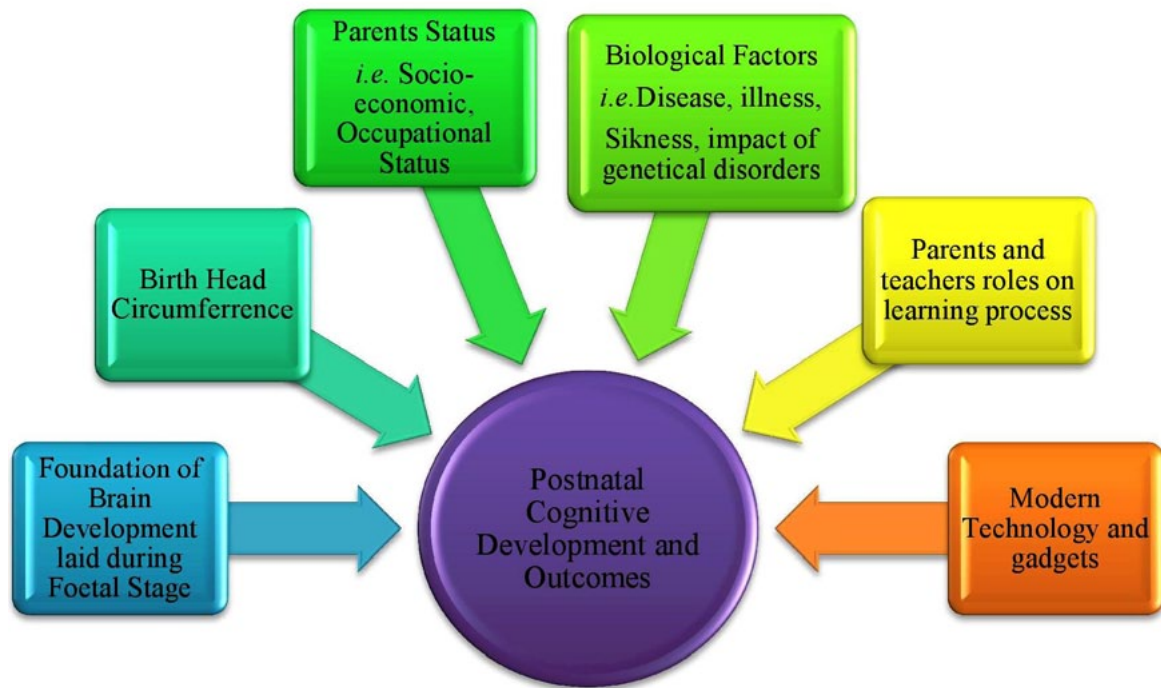 Parents Status
i.e. Socio-
economic,
Occupational
Status
Biological Factors
i.e.Disease, illness,
Sikness, impact of
genetical disorders
Birth Head
Circumferrence
Parents and
teachers roles on
learning process
Foundation of
Brain
Development
laid during
Foetal Stage
Postnatal
Cognitive
Development and
Outcomes
Modern
Technology and
gadgets